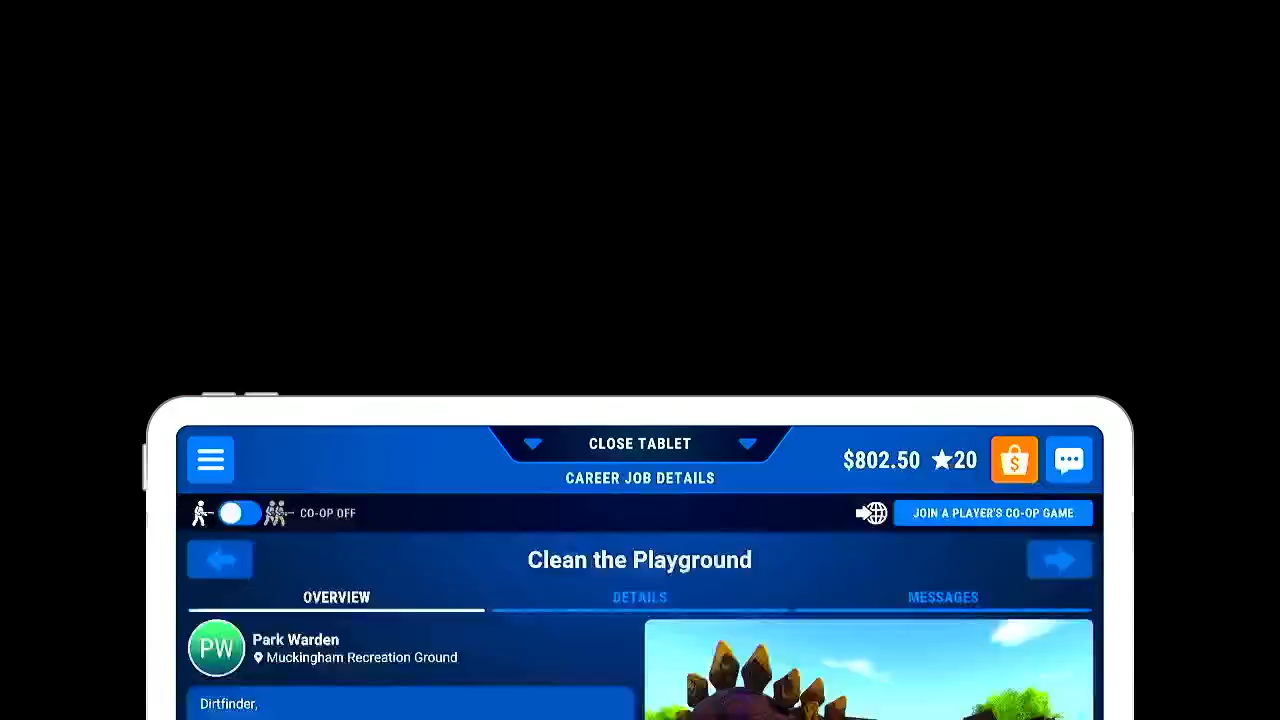 CLOSE TABLET
$802.50 ★20
CAREER JOB DETAILS
CO-OP OFF
JOIN A PLAYER'S CO-OP GAME
Clean the Playground
OVERVIEW
DETAILS
MESSAGES
PW
Park Warden
Muckingham Recreation Ground
Dirtfinder,